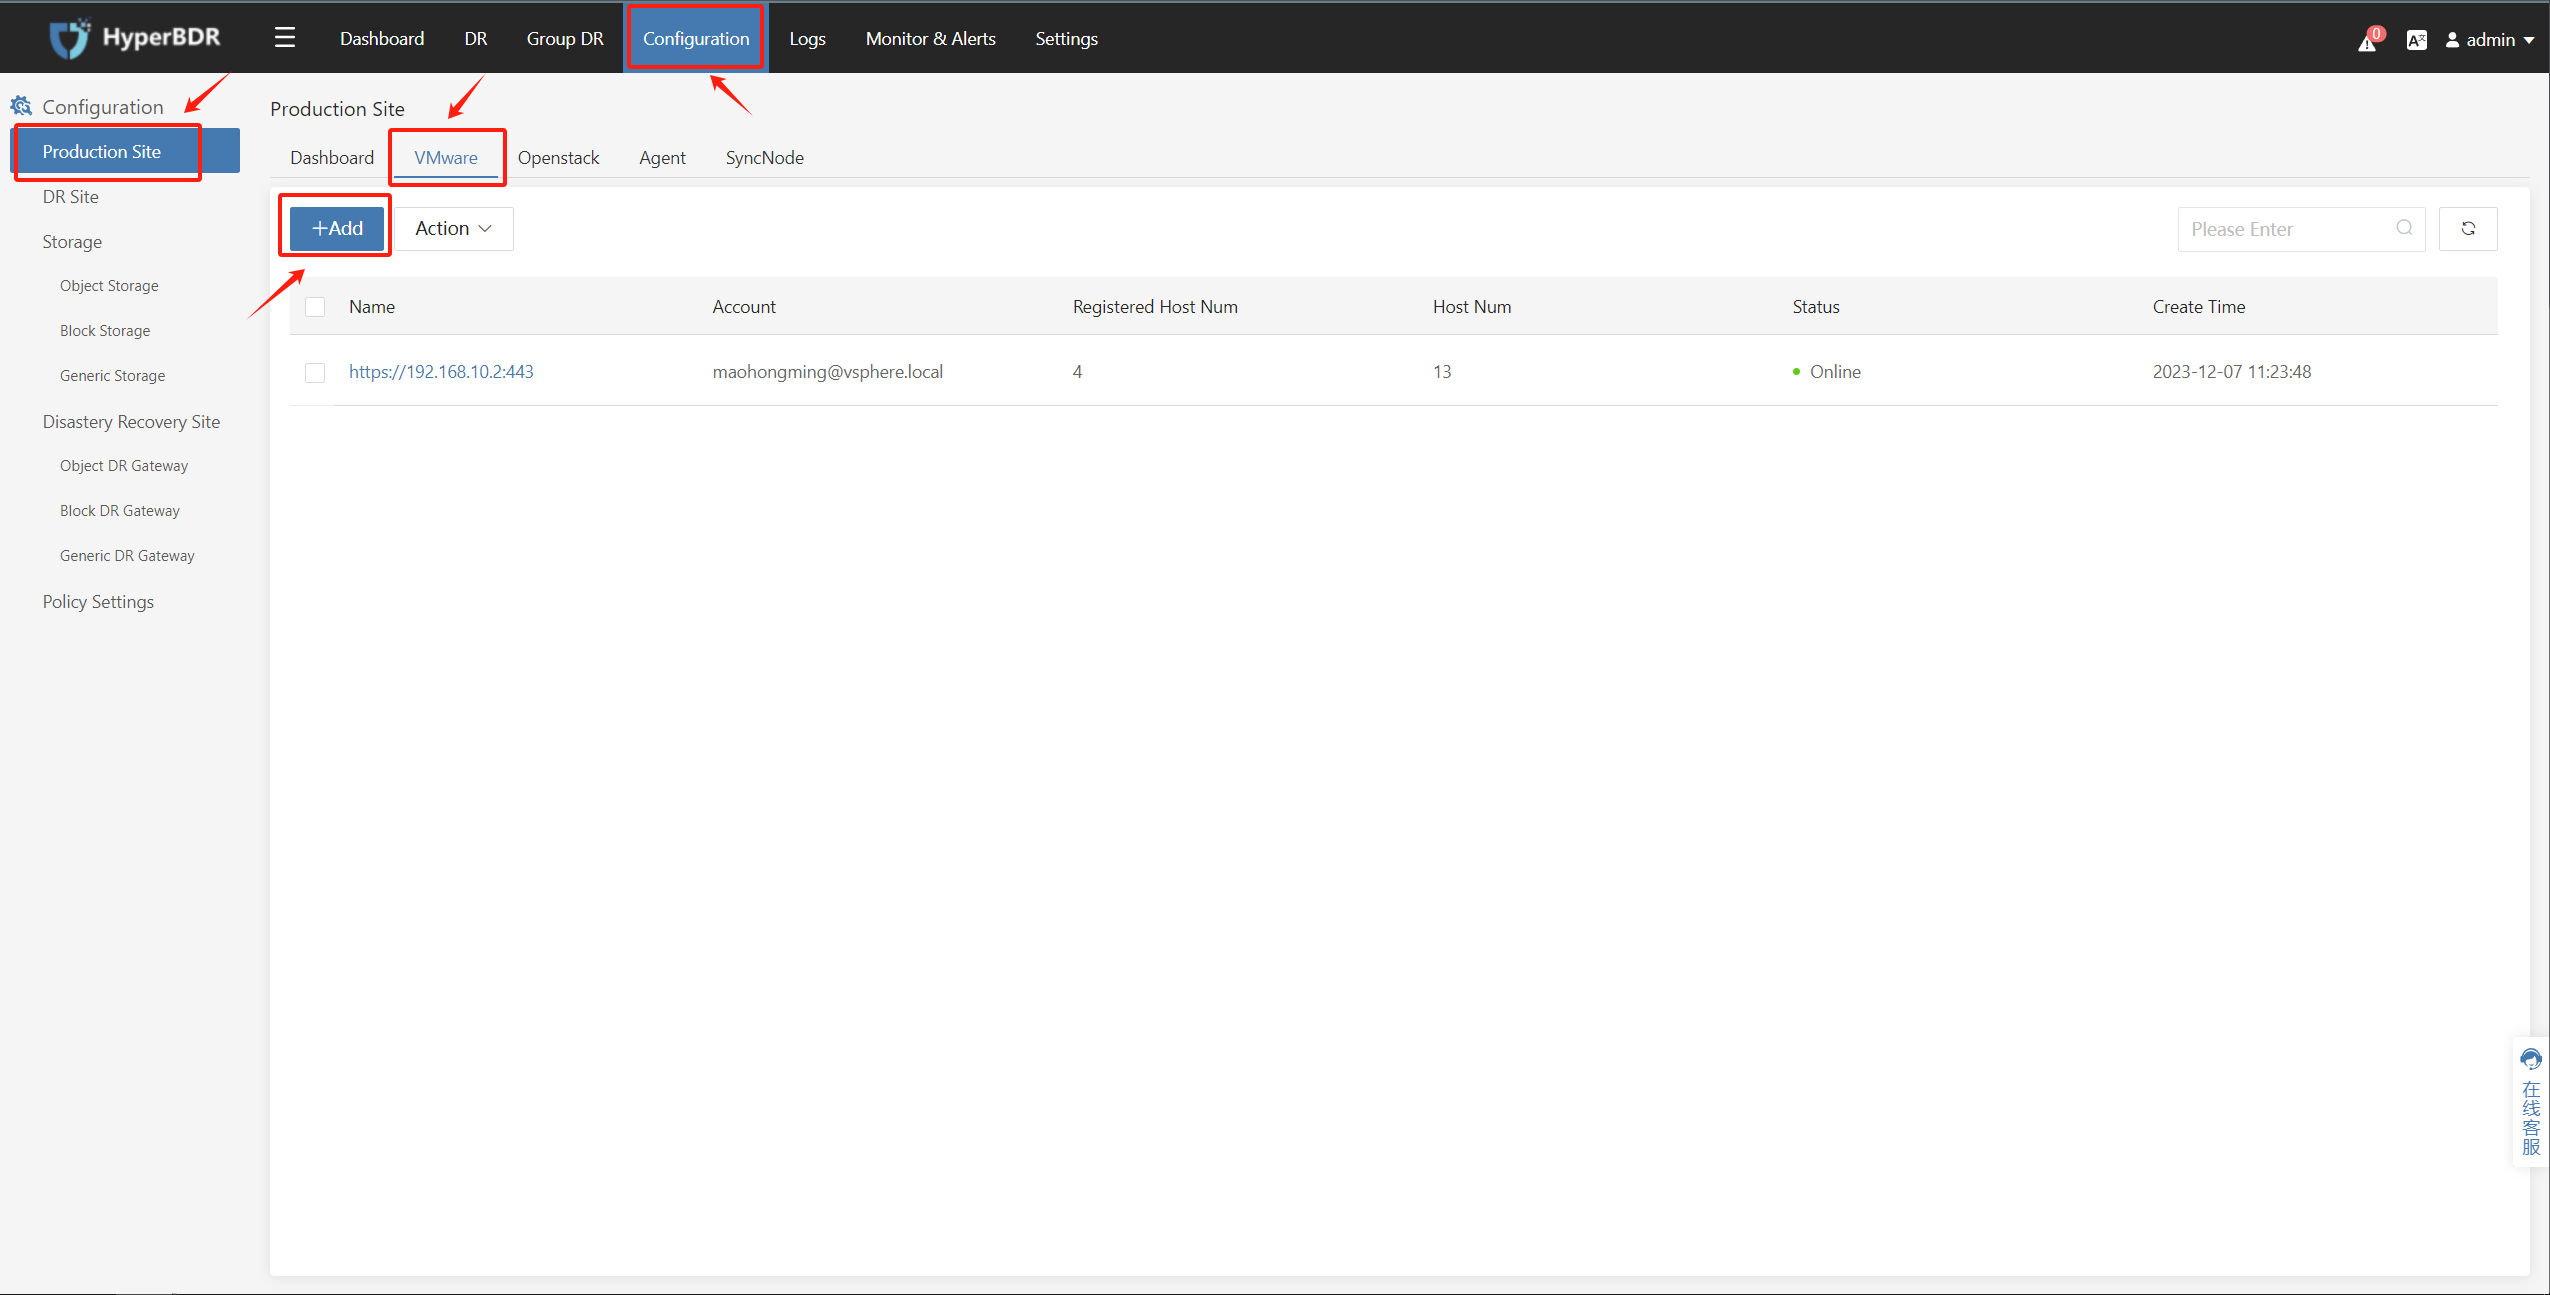 HyperBDR
Dashboard DR Group DR Configuration Logs Monitor & Alerts Settings
0 A文 admin
Configuration
Production Site
DR Site
Storage
Object Storage
Block Storage
Generic Storage
Disastery Recovery Site
Object DR Gateway
Block DR Gateway
Generic DR Gateway
Policy Settings
Production Site
Dashboard VMware Openstack Agent SyncNode
+Add Action Please Enter
Name Account Registered Host Num Host Num Status Create Time
https://192.168.10.2:443 maohongming@vsphere.local 4 13 Online 2023-12-07 11:23:48
在线客服